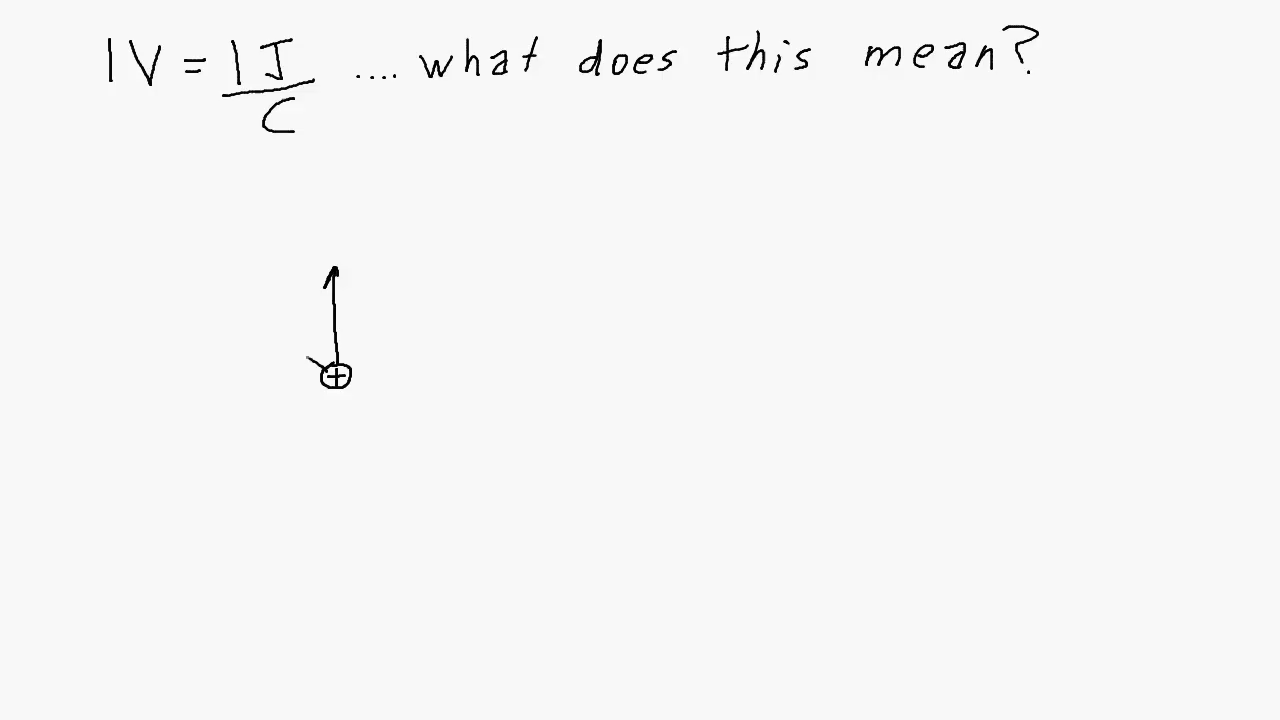 1V = 1J .... what does this mean?
C
+